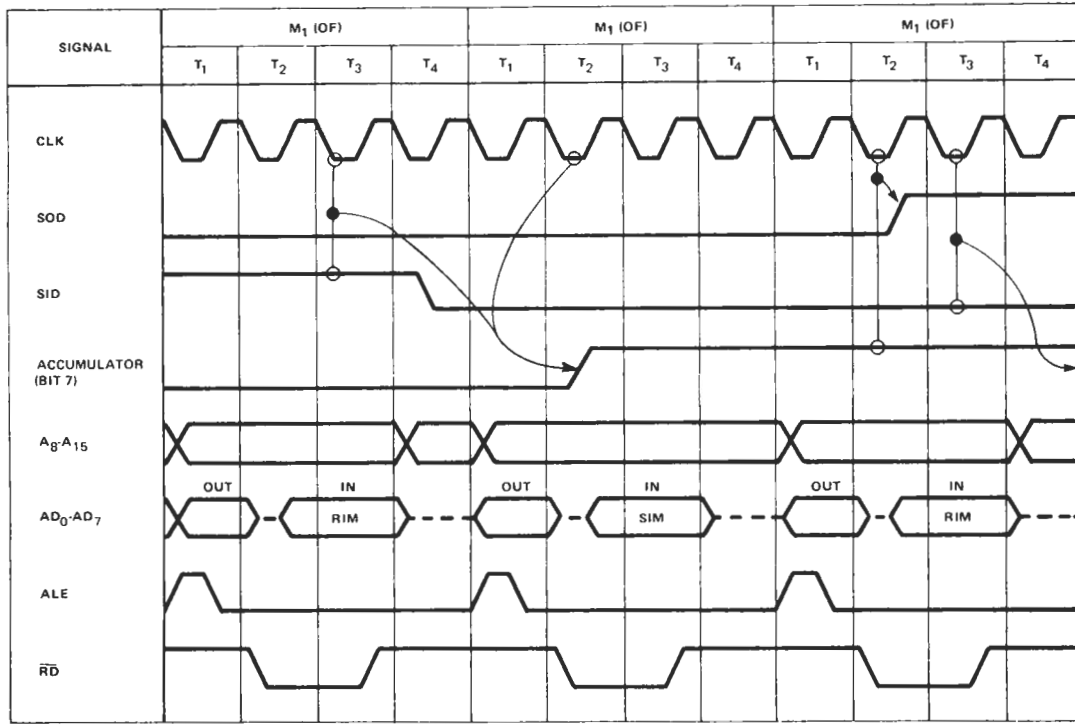 SIGNAL
M1 (OF) M1 (OF) M1 (OF)
T1 T2 T3 T4 T1 T2 T3 T4 T1 T2 T3 T4
CLK
SOD
SID
ACCUMULATOR
(BIT 7)
A8-A15
OUT IN OUT IN OUT IN
AD0-AD7 RIM SIM RIM
ALE
RD